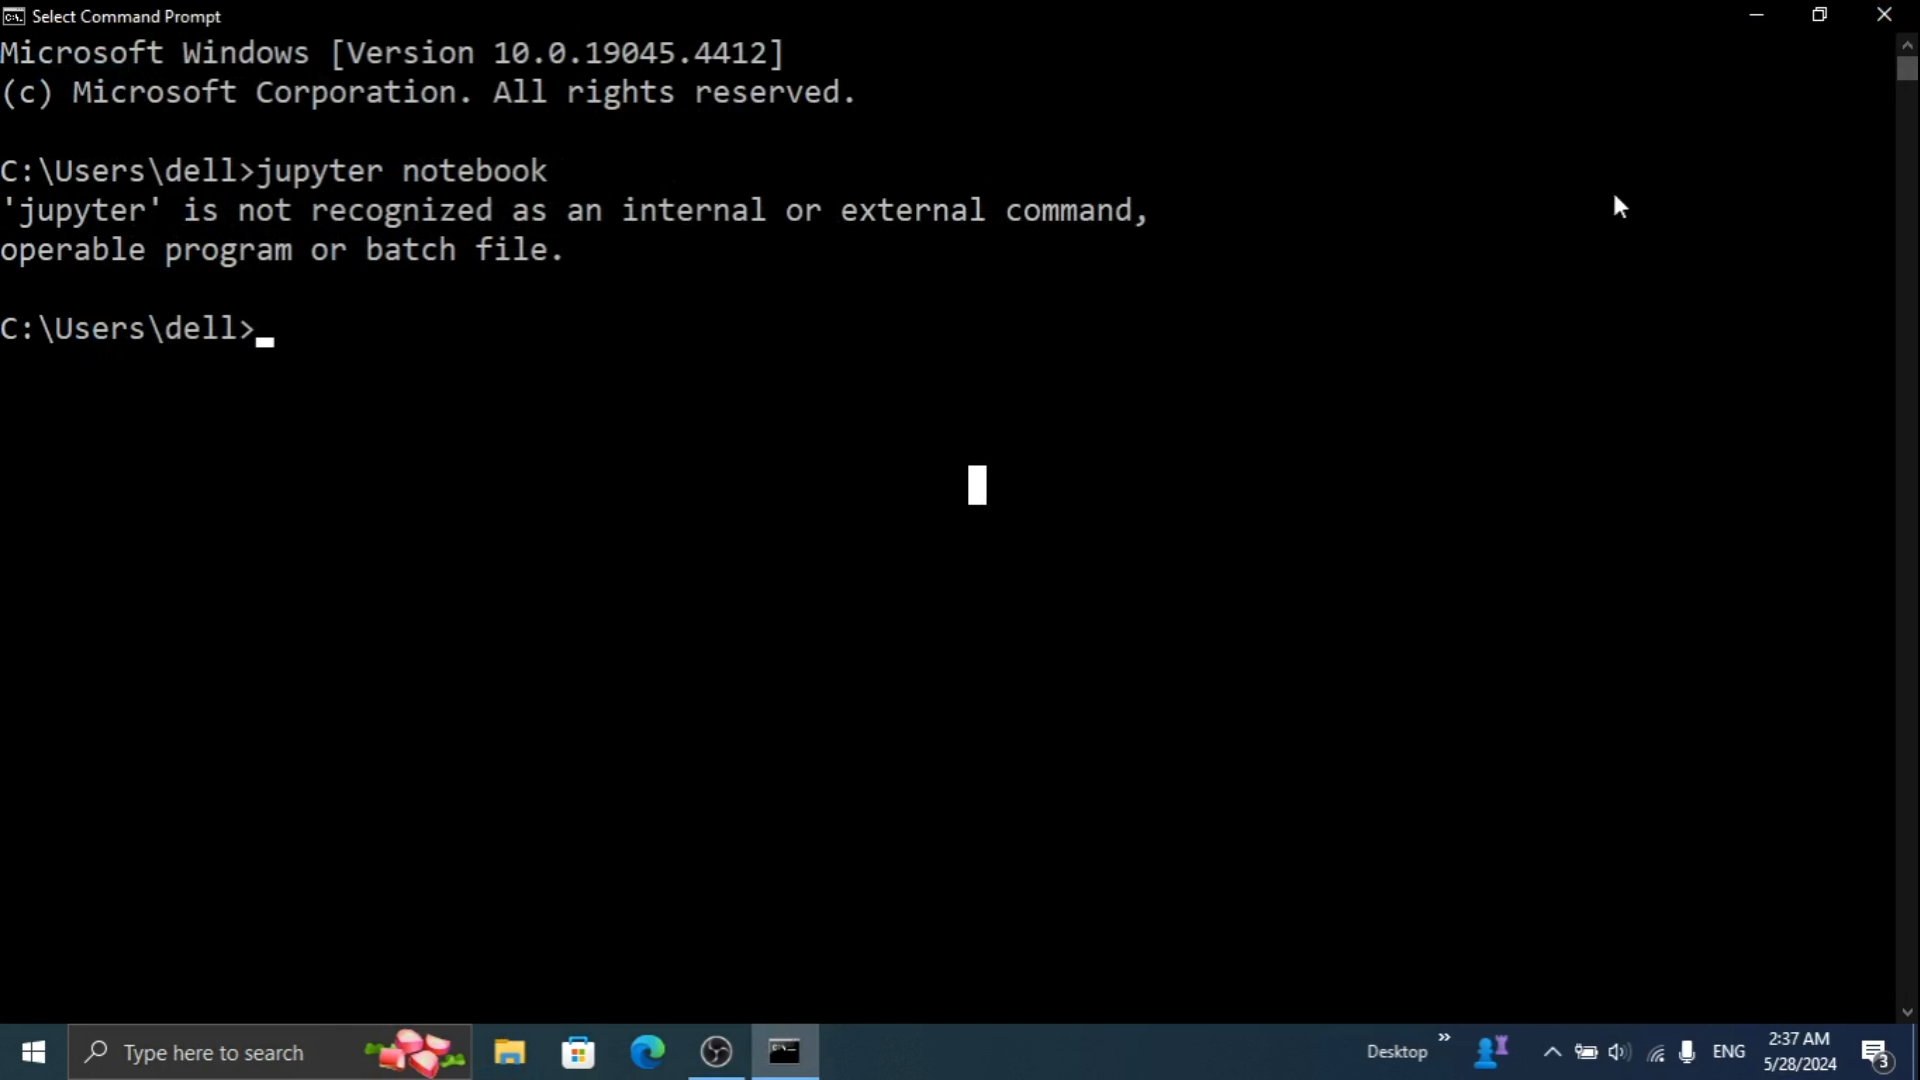 Select Command Prompt
Microsoft Windows [Version 10.0.19045.4412]
(c) Microsoft Corporation. All rights reserved.
C:\Users\dell>jupyter notebook
'jupyter' is not recognized as an internal or external command,
operable program or batch file.
C:\Users\dell>
Type here to search
Desktop
ENG
2:37 AM
5/28/2024
3